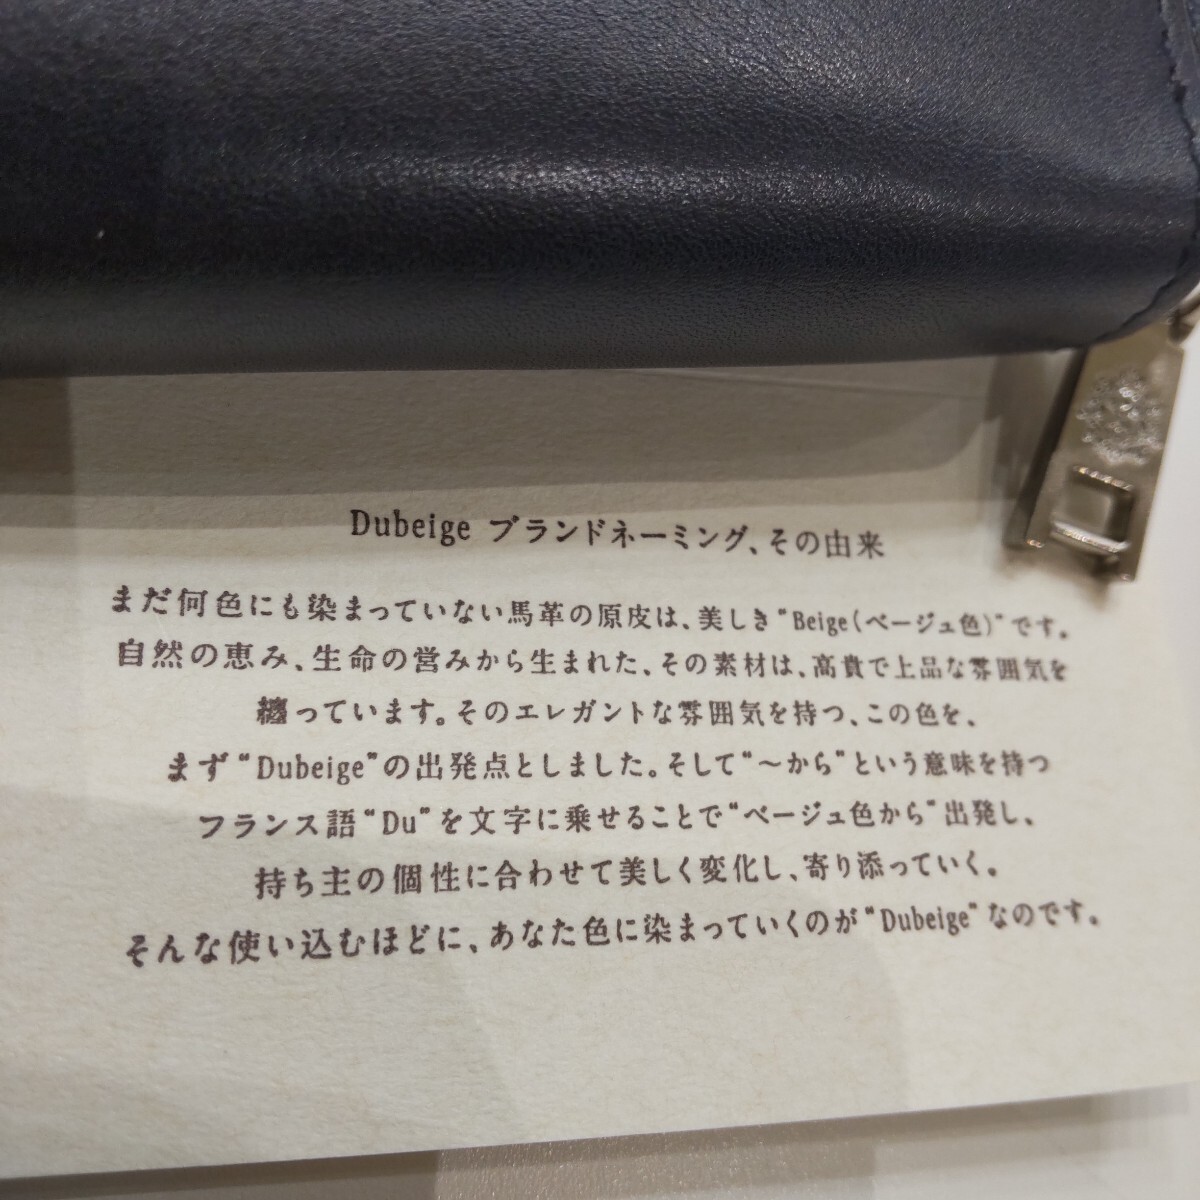 Dubeige ブランドネーミング、その由来
まだ何色にも染まっていない馬革の原皮は、美しき“Beige(ベージュ色)”です。
自然の恵み、生命の営みから生まれた、その素材は、高貴で上品な雰囲気を
纏っています。そのエレガントな雰囲気を持つ、この色を、
まず“Dubeige”の出発点としました。そして“～から”という意味を持つ
フランス語“Du”を文字に乗せることで“ベージュ色から”出発し、
持ち主の個性に合わせて美しく変化し、寄り添っていく。
そんな使い込むほどに、あなた色に染まっていくのが“Dubeige”なのです。